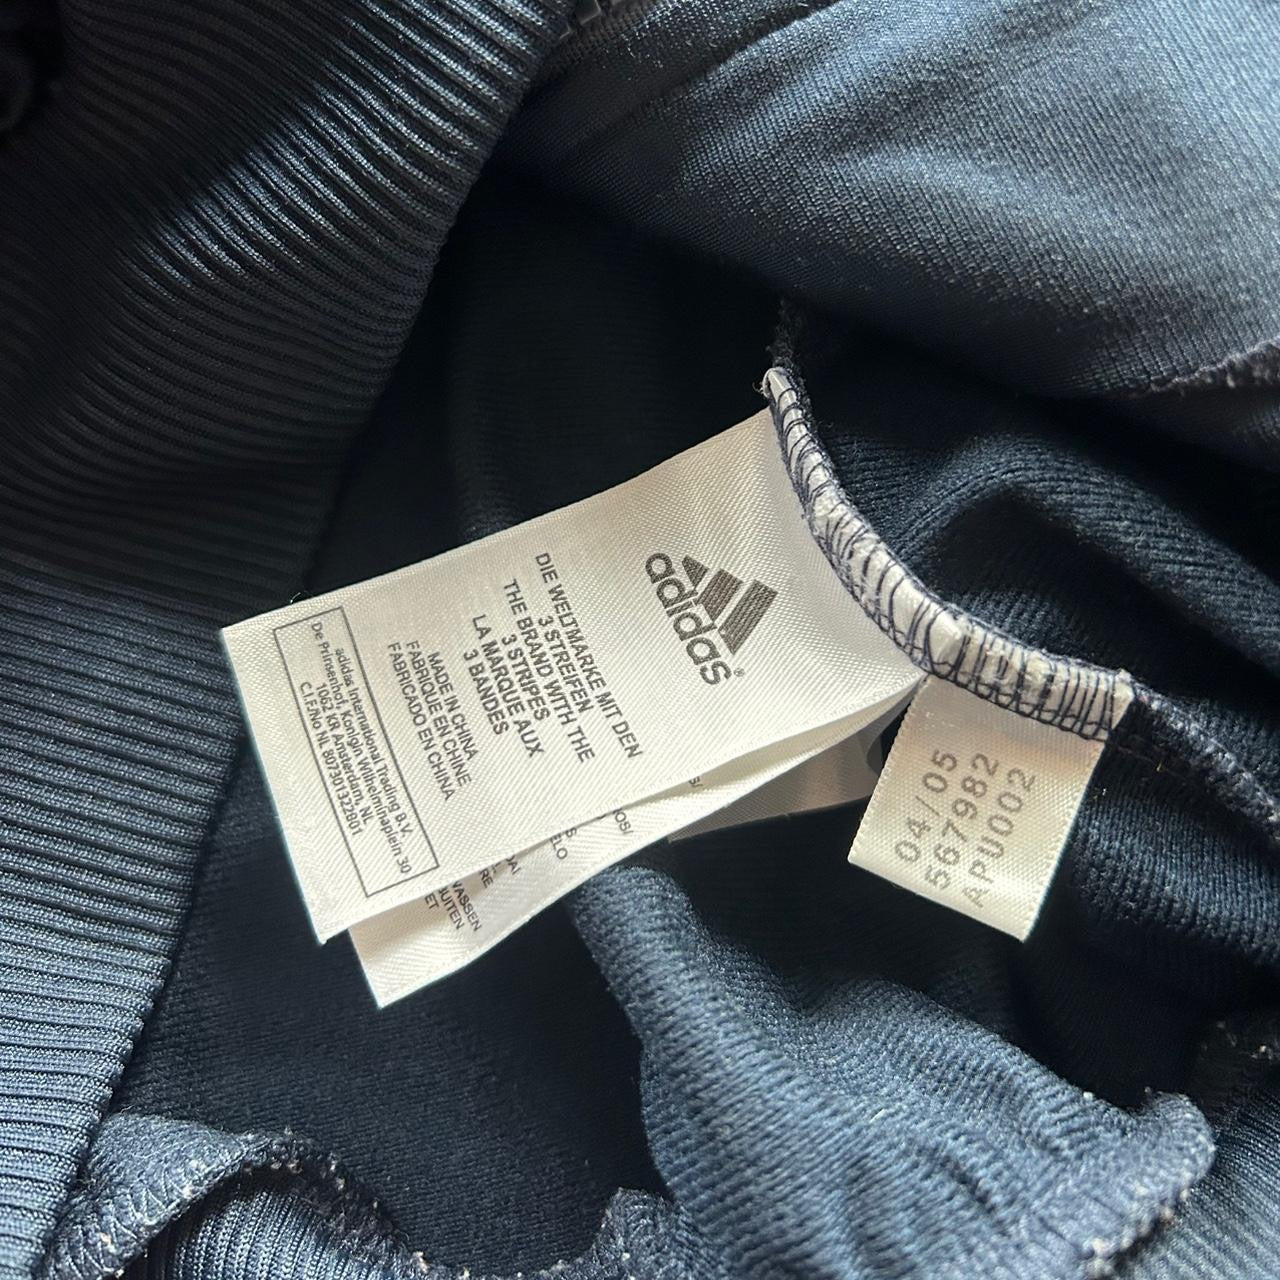 adidas®
DIE WELTMARKE MIT DEN
3 STREIFEN
THE BRAND WITH THE
3 STRIPES
LA MARQUE AUX
3 BANDES
MADE IN CHINA
FABRIQUE EN CHINE
FABRICADO EN CHINA
adidas International Trading B.V.
De Prinsenhof, Konigin Wilhelminaplein 30
1062 KR Amsterdam, NL
C.I.F./No NL 807301322B01
04/05
567982
APU002